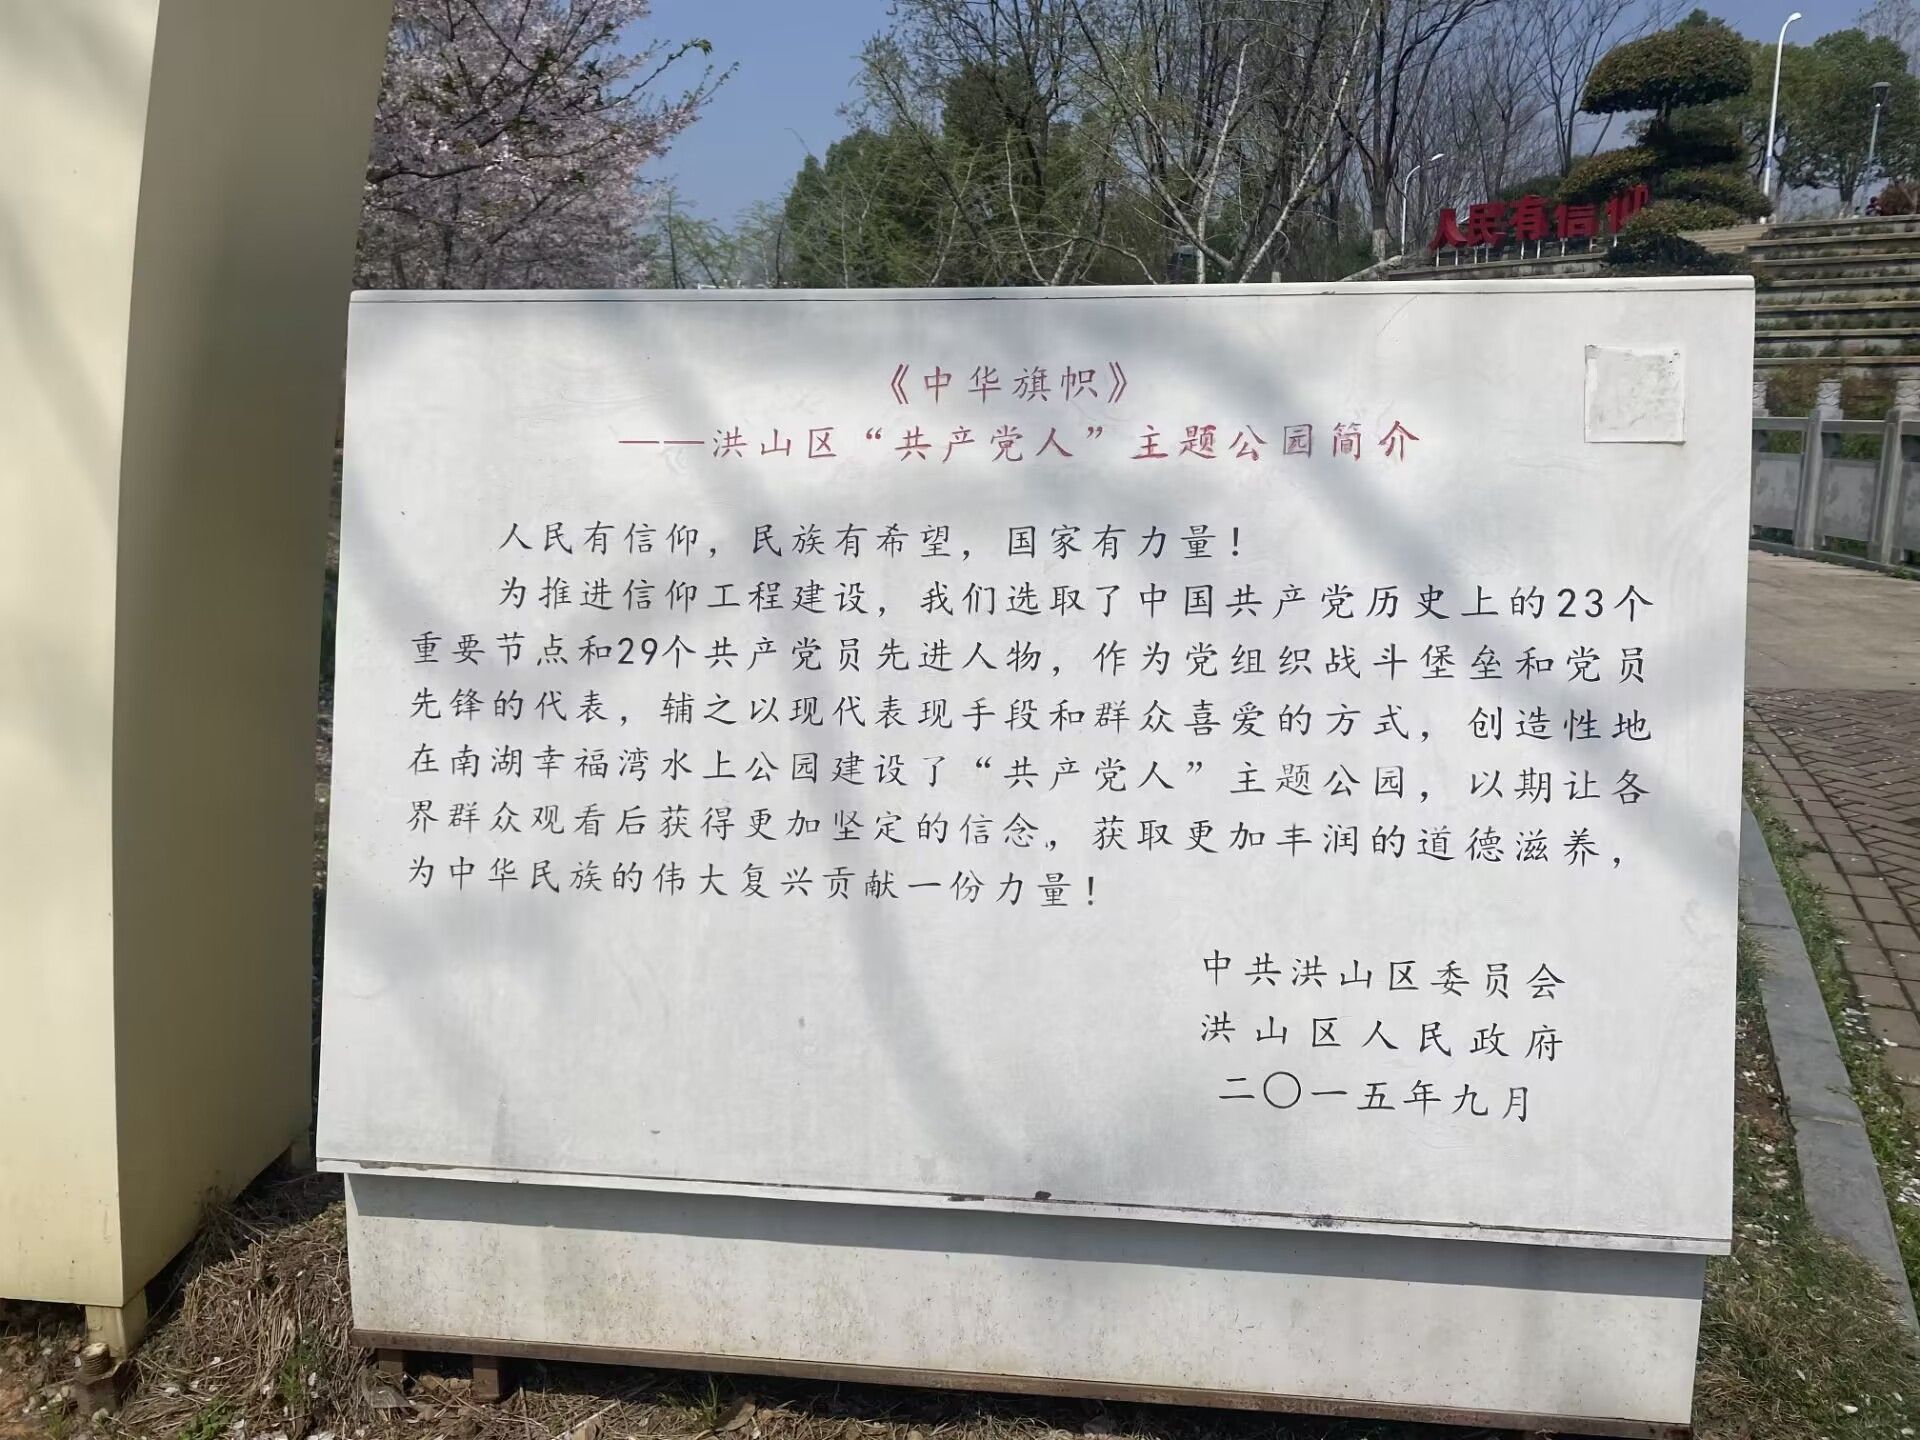 人民有信仰
《中华旗帜》
——洪山区“共产党人”主题公园简介
人民有信仰，民族有希望，国家有力量！
为推进信仰工程建设，我们选取了中国共产党历史上的23个
重要节点和29个共产党员先进人物，作为党组织战斗堡垒和党员
先锋的代表，辅之以现代表现手段和群众喜爱的方式，创造性地
在南湖幸福湾水上公园建设了“共产党人”主题公园，以期让各
界群众观看后获得更加坚定的信念，获取更加丰润的道德滋养，
为中华民族的伟大复兴贡献一份力量！
中共洪山区委员会
洪山区人民政府
二〇一五年九月